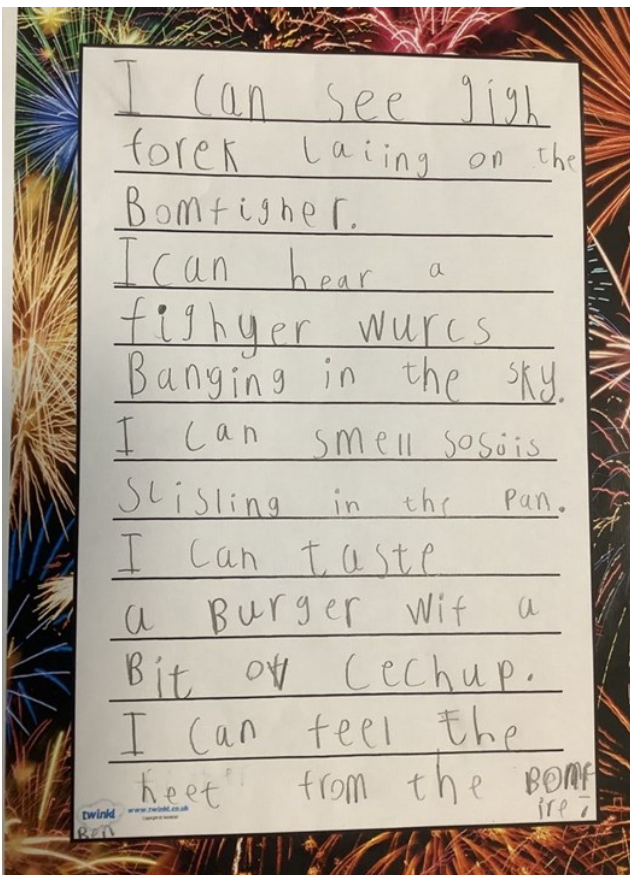 I can see gigh
forek laiing on the
Bomfigher.
I can hear a
fighyer wurcs
Banging in the sky.
I can smell sosis
SLisling in the pan.
I can taste
a Burger wif a
Bit ov Cechup.
I can feel the
heet from the BOMF
ire.
twinkl www.twinkl.co.uk
Ben